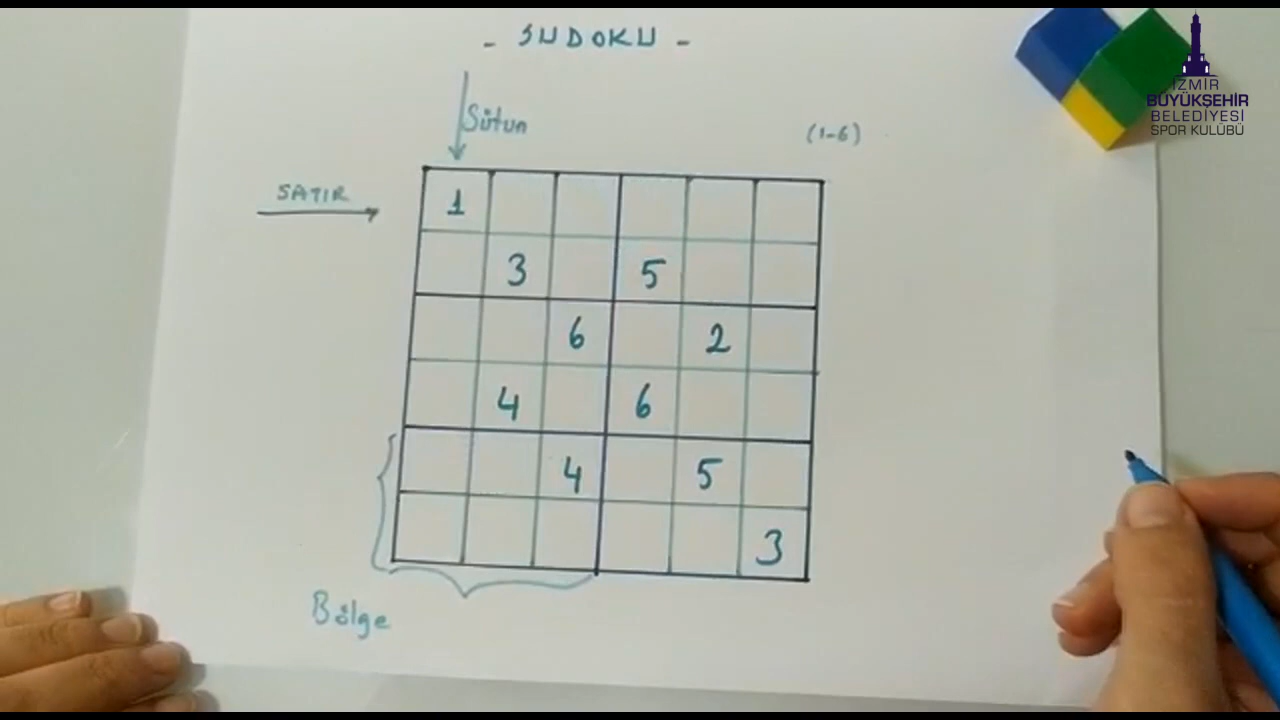 - SUDOKU -
Sütun
(1-6)
SATIR
1
3 5
6 2
4 6
4 5
3
Bölge
İZMİR
BÜYÜKŞEHİR
BELEDİYESİ
SPOR KULÜBÜ